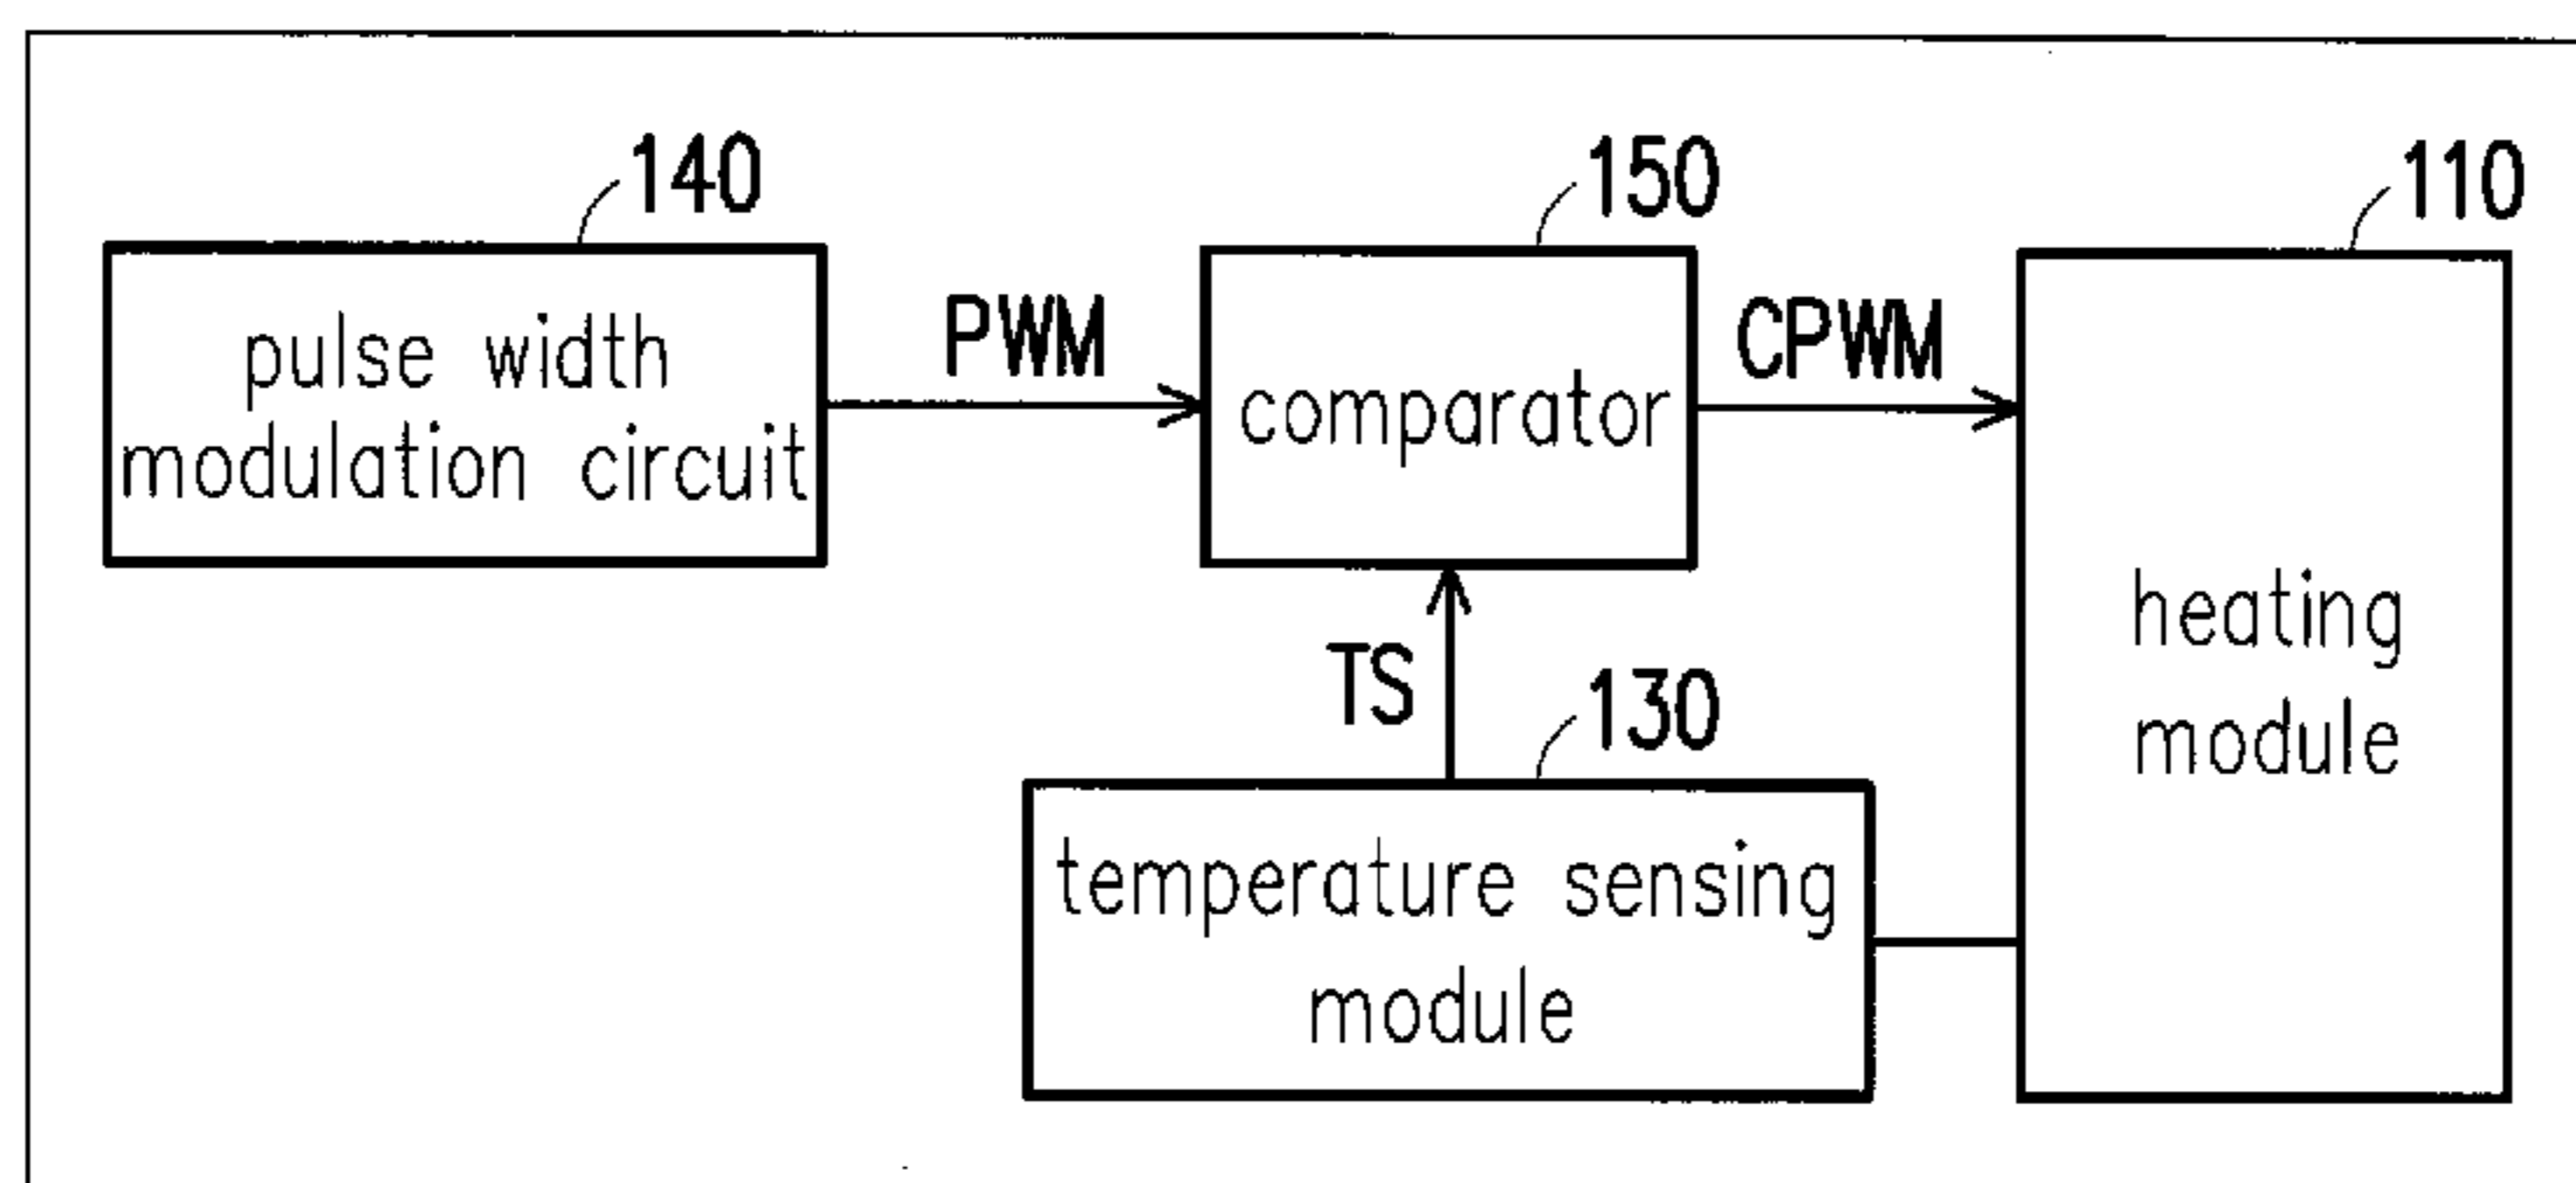 140
pulse width
modulation circuit
PWM
150
comparator
CPWM
110
heating
module
TS
130
temperature sensing
module